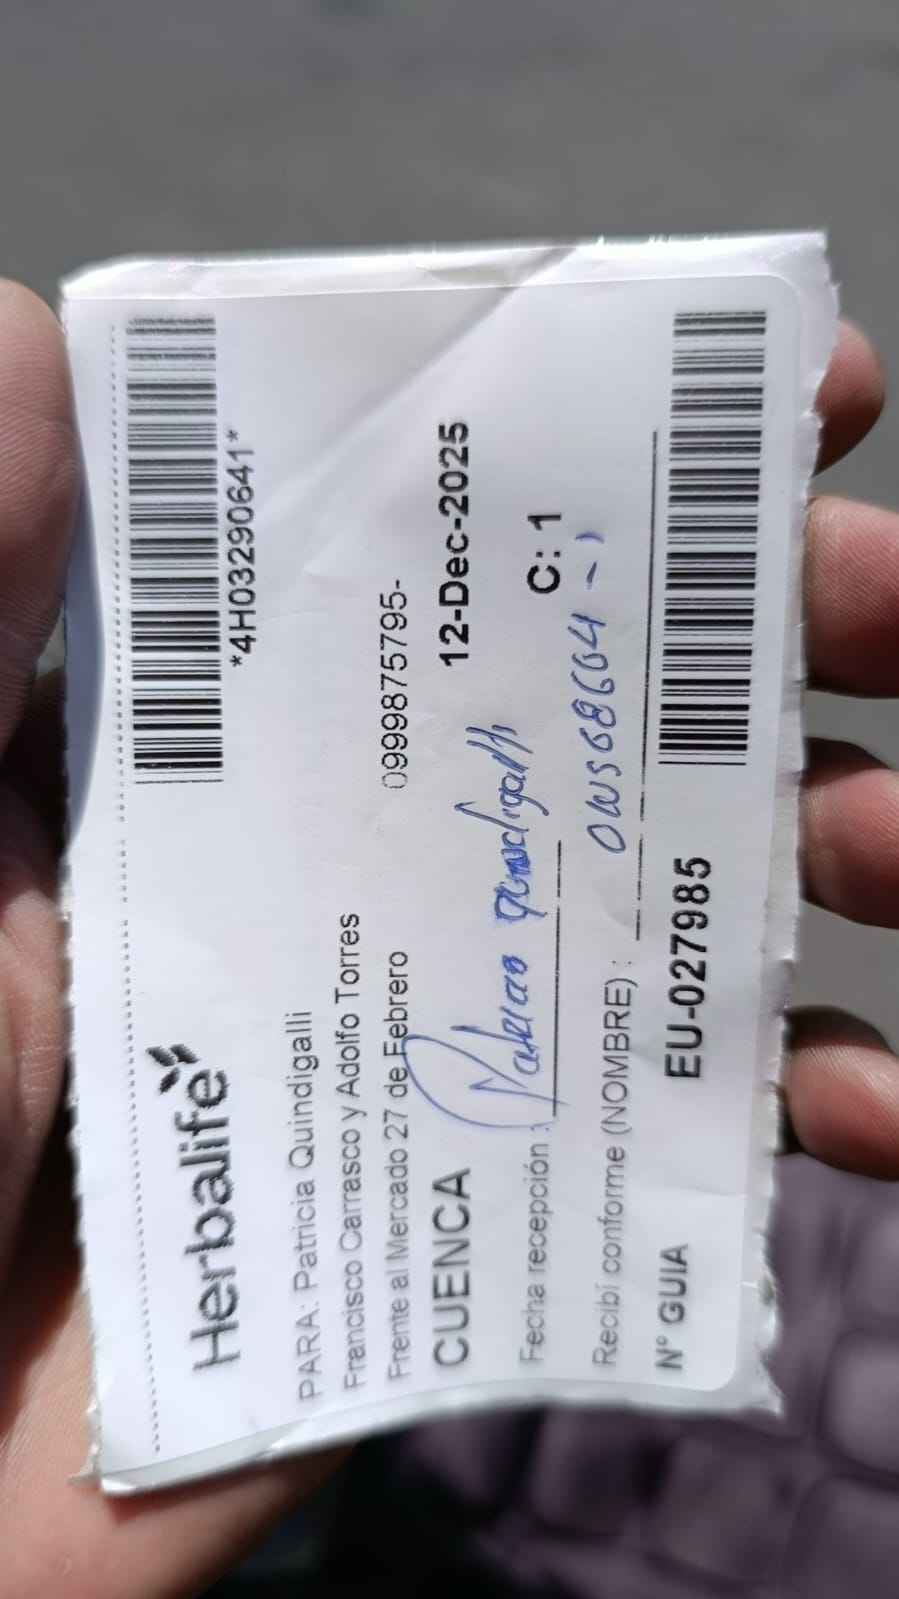 Herbalife
*4H03290641*
PARA: Patricia Quindigalli
Francisco Carrasco y Adolfo Torres
Frente al Mercado 27 de Febrero
0999875795-
CUENCA
12-Dec-2025
Fecha recepción :
C: 1
Recibí conforme (NOMBRE) :
N° GUIA
EU-027985